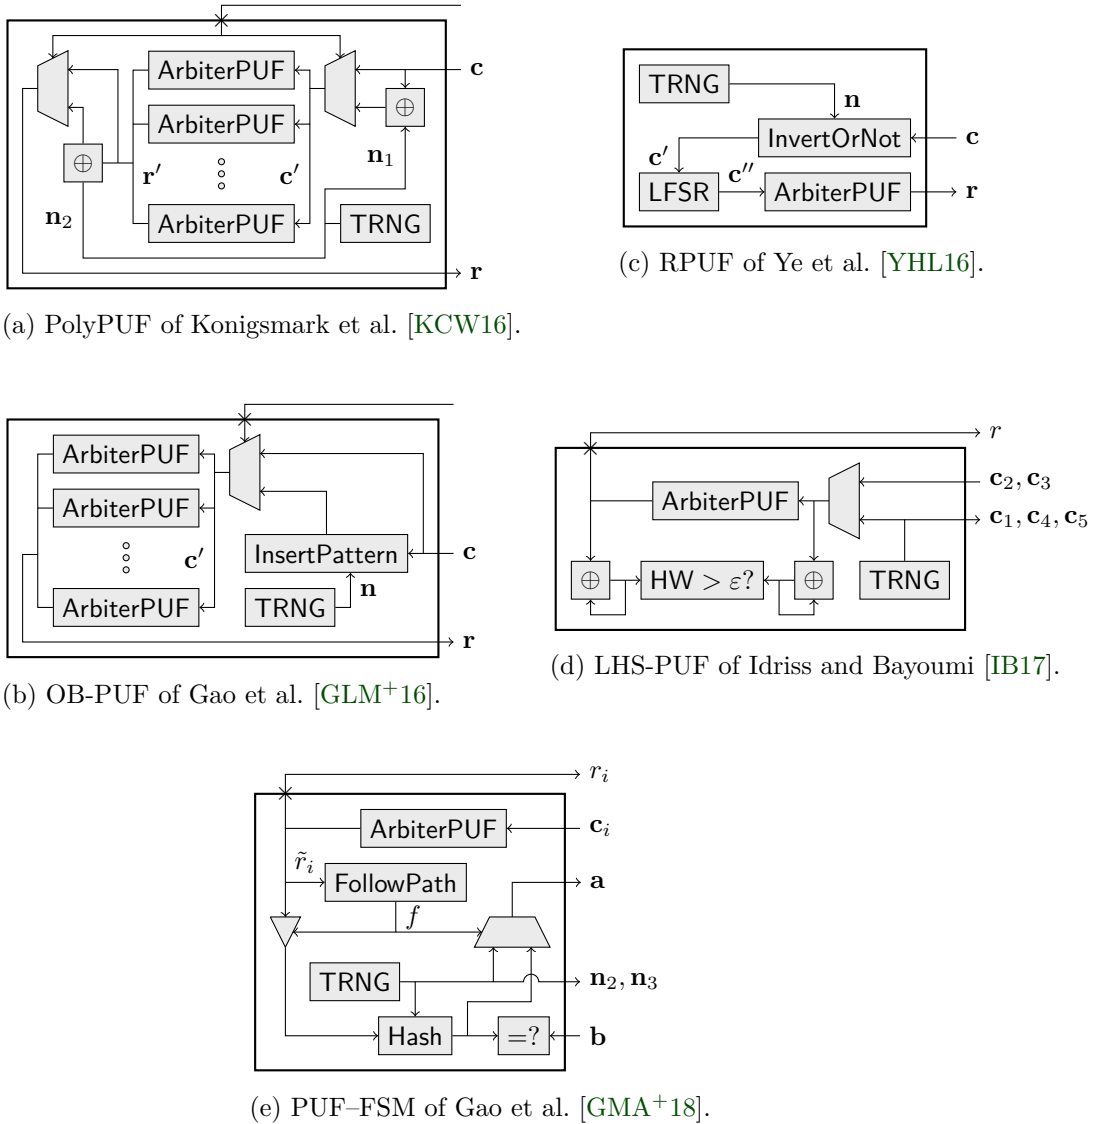 ArbiterPUF
c
ArbiterPUF
⊕
n₁
⊕
r′
c′
n₂
ArbiterPUF
TRNG
r
(a) PolyPUF of Konigsmark et al. [KCW16].
TRNG
n
InvertOrNot
c
c′
LFSR
c′′
ArbiterPUF
r
(c) RPUF of Ye et al. [YHL16].
ArbiterPUF
ArbiterPUF
c′
InsertPattern
c
n
ArbiterPUF
TRNG
r
(b) OB-PUF of Gao et al. [GLM⁺16].
r
ArbiterPUF
c₂, c₃
c₁, c₄, c₅
⊕
HW > ε?
⊕
TRNG
(d) LHS-PUF of Idriss and Bayoumi [IB17].
rᵢ
ArbiterPUF
cᵢ
r̃ᵢ
FollowPath
a
f
TRNG
n₂, n₃
Hash
=?
b
(e) PUF–FSM of Gao et al. [GMA⁺18].